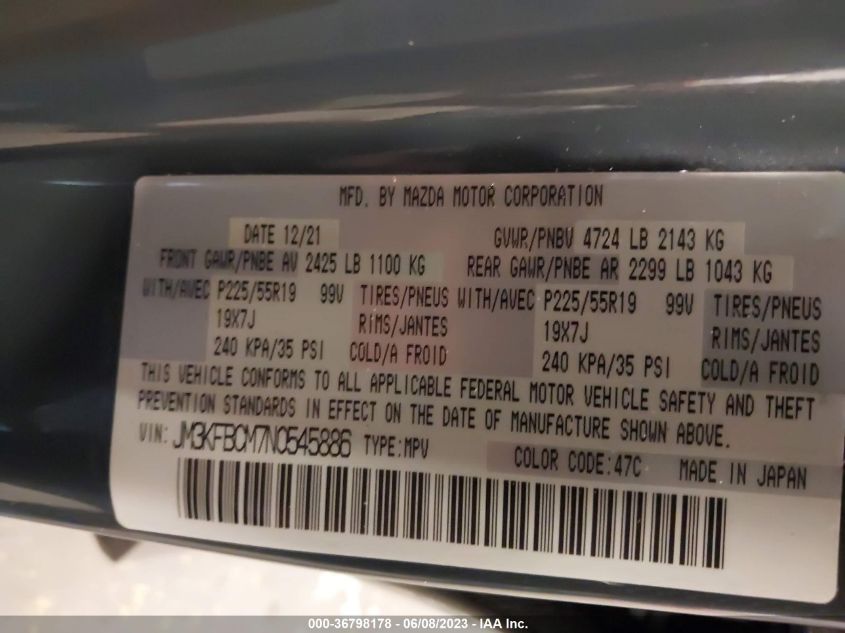 MFD. BY MAZDA MOTOR CORPORATION
DATE 12/21 GVWR/PNBV 4724 LB 2143 KG
FRONT GAWR/PNBE AV 2425 LB 1100 KG REAR GAWR/PNBE AR 2299 LB 1043 KG
WITH/AVEC P225/55R19 99V TIRES/PNEUS WITH/AVEC P225/55R19 99V TIRES/PNEUS
19X7J RIMS/JANTES 19X7J RIMS/JANTES
240 KPA/35 PSI COLD/A FROID 240 KPA/35 PSI COLD/A FROID
THIS VEHICLE CONFORMS TO ALL APPLICABLE FEDERAL MOTOR VEHICLE SAFETY AND THEFT
PREVENTION STANDARDS IN EFFECT ON THE DATE OF MANUFACTURE SHOWN ABOVE.
VIN: JM3KFBCM7N0545886 TYPE:MPV COLOR CODE:47C MADE IN JAPAN
000-36798178 - 06/08/2023 - IAA Inc.